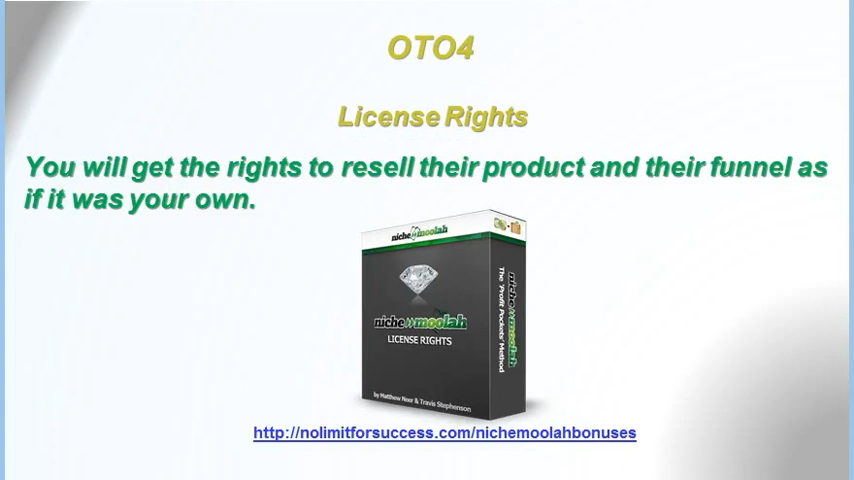 OTO4
License Rights
You will get the rights to resell their product and their funnel as
if it was your own.
niche moolah
niche»moolah
LICENSE RIGHTS
by Matthew Neer & Travis Stephenson
niche»moolah
The 'Profit Pockets' Method
http://nolimitforsuccess.com/nichemoolahbonuses